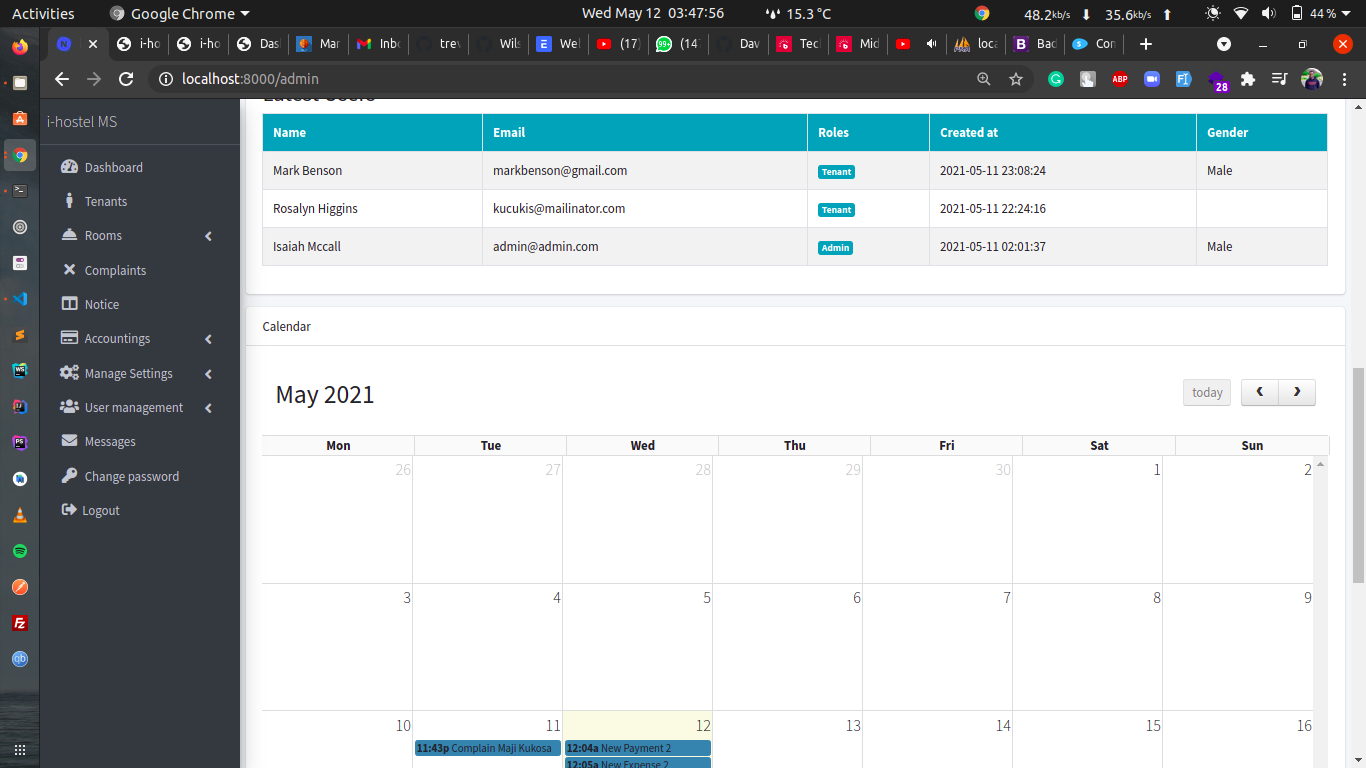 Activities Google Chrome Wed May 12 03:47:56 15.3 °C 48.2kb/s 35.6kb/s 44 %
i-ho i-ho Das Mar Inbo trev Wils E Wel (17) 99+ (14 Dav Tecl Mid loca B Bad Con
localhost:8000/admin ABP 28
i-hostel MS
Dashboard
Tenants
Rooms
Complaints
Notice
Accountings
Manage Settings
User management
Messages
Change password
Logout
Latest Users
Name Email Roles Created at Gender
Mark Benson markbenson@gmail.com Tenant 2021-05-11 23:08:24 Male
Rosalyn Higgins kucukis@mailinator.com Tenant 2021-05-11 22:24:16
Isaiah Mccall admin@admin.com Admin 2021-05-11 02:01:37 Male
Calendar
May 2021 today
Mon Tue Wed Thu Fri Sat Sun
26 27 28 29 30 1 2
3 4 5 6 7 8 9
10 11 12 13 14 15 16
11:43p Complain Maji Kukosa 12:04a New Payment 2
12:05a New Expense 2